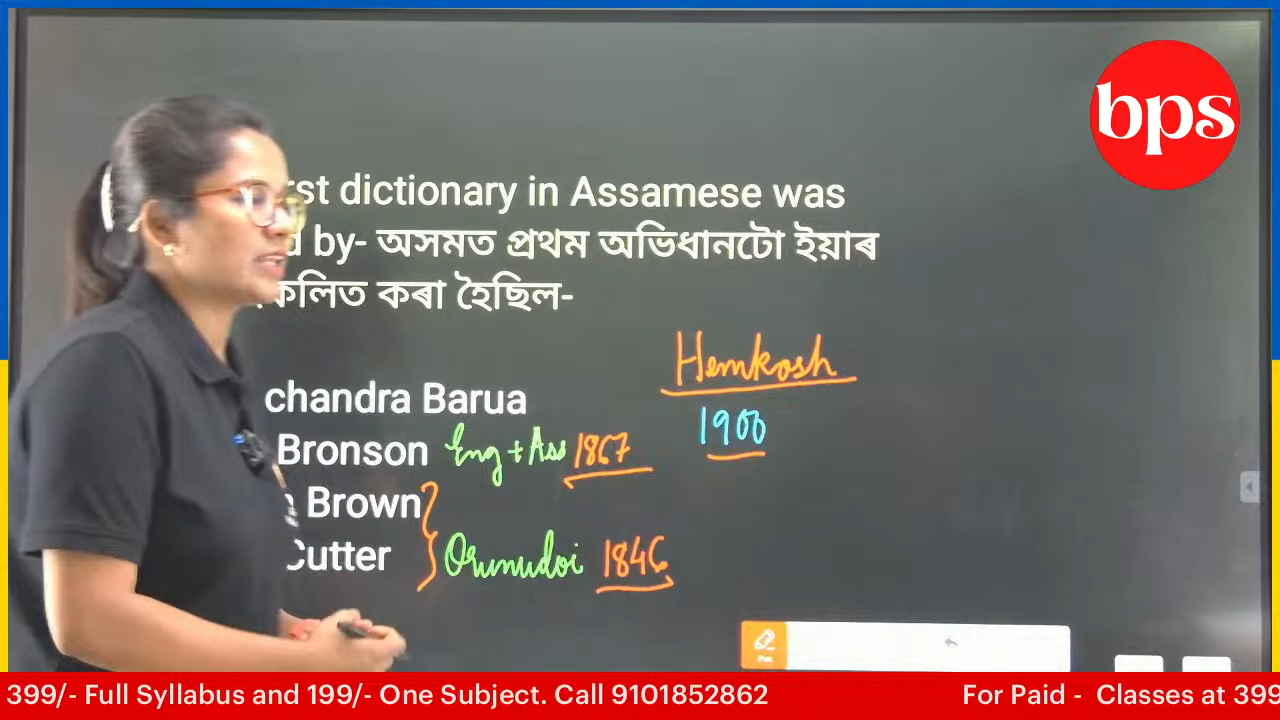 bps
rst dictionary in Assamese was
d by- অসমত প্ৰথম অভিধানটো ইয়াৰ
কলিত কৰা হৈছিল-
Hemkosh
chandra Barua
1900
Bronson Eng + Ass 1867
Brown
Cutter Orunudoi 1846
399/- Full Syllabus and 199/- One Subject. Call 9101852862
For Paid - Classes at 399